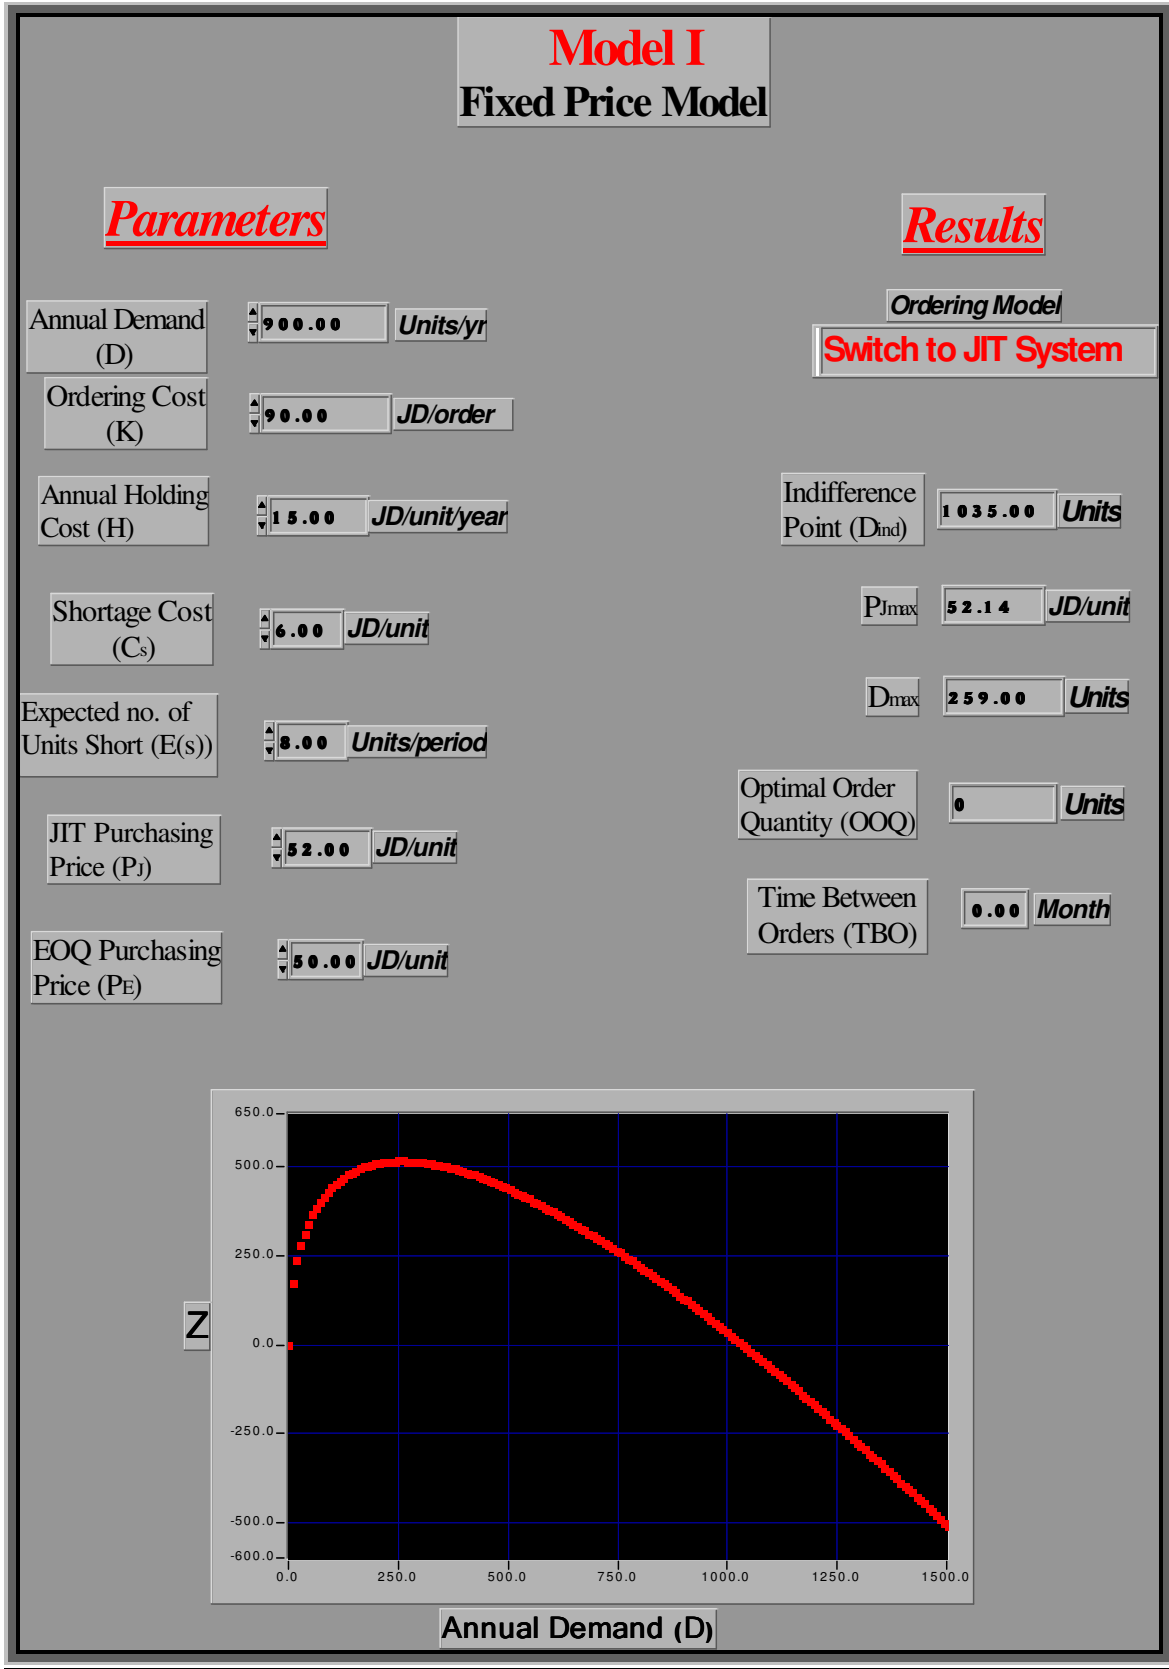 Model I
Fixed Price Model
Parameters
Annual Demand
(D)
900.00
Units/yr
Ordering Cost
(K)
90.00
JD/order
Annual Holding
Cost (H)
15.00
JD/unit/year
Shortage Cost
(Cs)
6.00
JD/unit
Expected no. of
Units Short (E(s))
8.00
Units/period
JIT Purchasing
Price (PJ)
52.00
JD/unit
EOQ Purchasing
Price (PE)
50.00
JD/unit
Results
Ordering Model
Switch to JIT System
Indifference
Point (Dind)
1035.00
Units
PJmax
52.14
JD/unit
Dmax
259.00
Units
Optimal Order
Quantity (OOQ)
0
Units
Time Between
Orders (TBO)
0.00
Month
650.0
500.0
250.0
0.0
-250.0
-500.0
-600.0
Z
0.0 250.0 500.0 750.0 1000.0 1250.0 1500.0
Annual Demand (D)